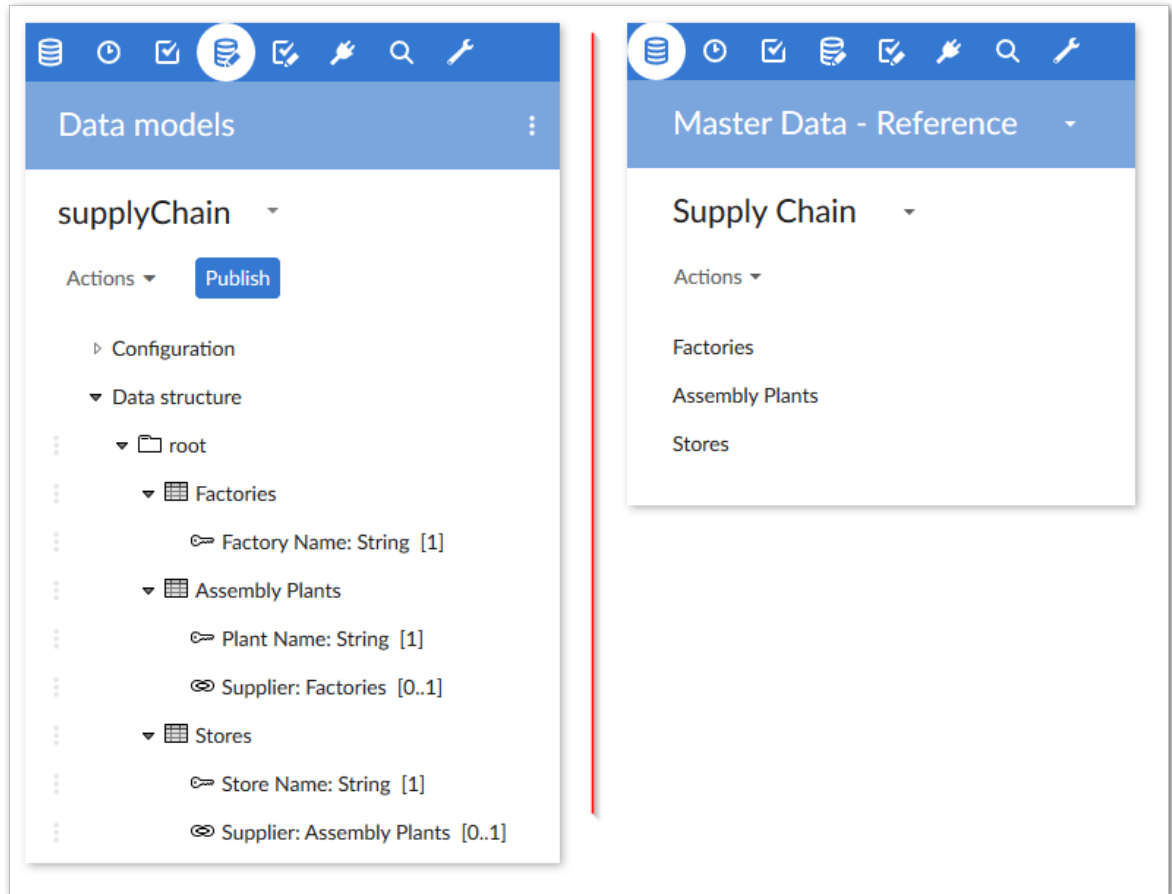 Data models
supplyChain
Actions
Publish
Configuration
Data structure
root
Factories
Factory Name: String [1]
Assembly Plants
Plant Name: String [1]
Supplier: Factories [0..1]
Stores
Store Name: String [1]
Supplier: Assembly Plants [0..1]
Master Data - Reference
Supply Chain
Actions
Factories
Assembly Plants
Stores